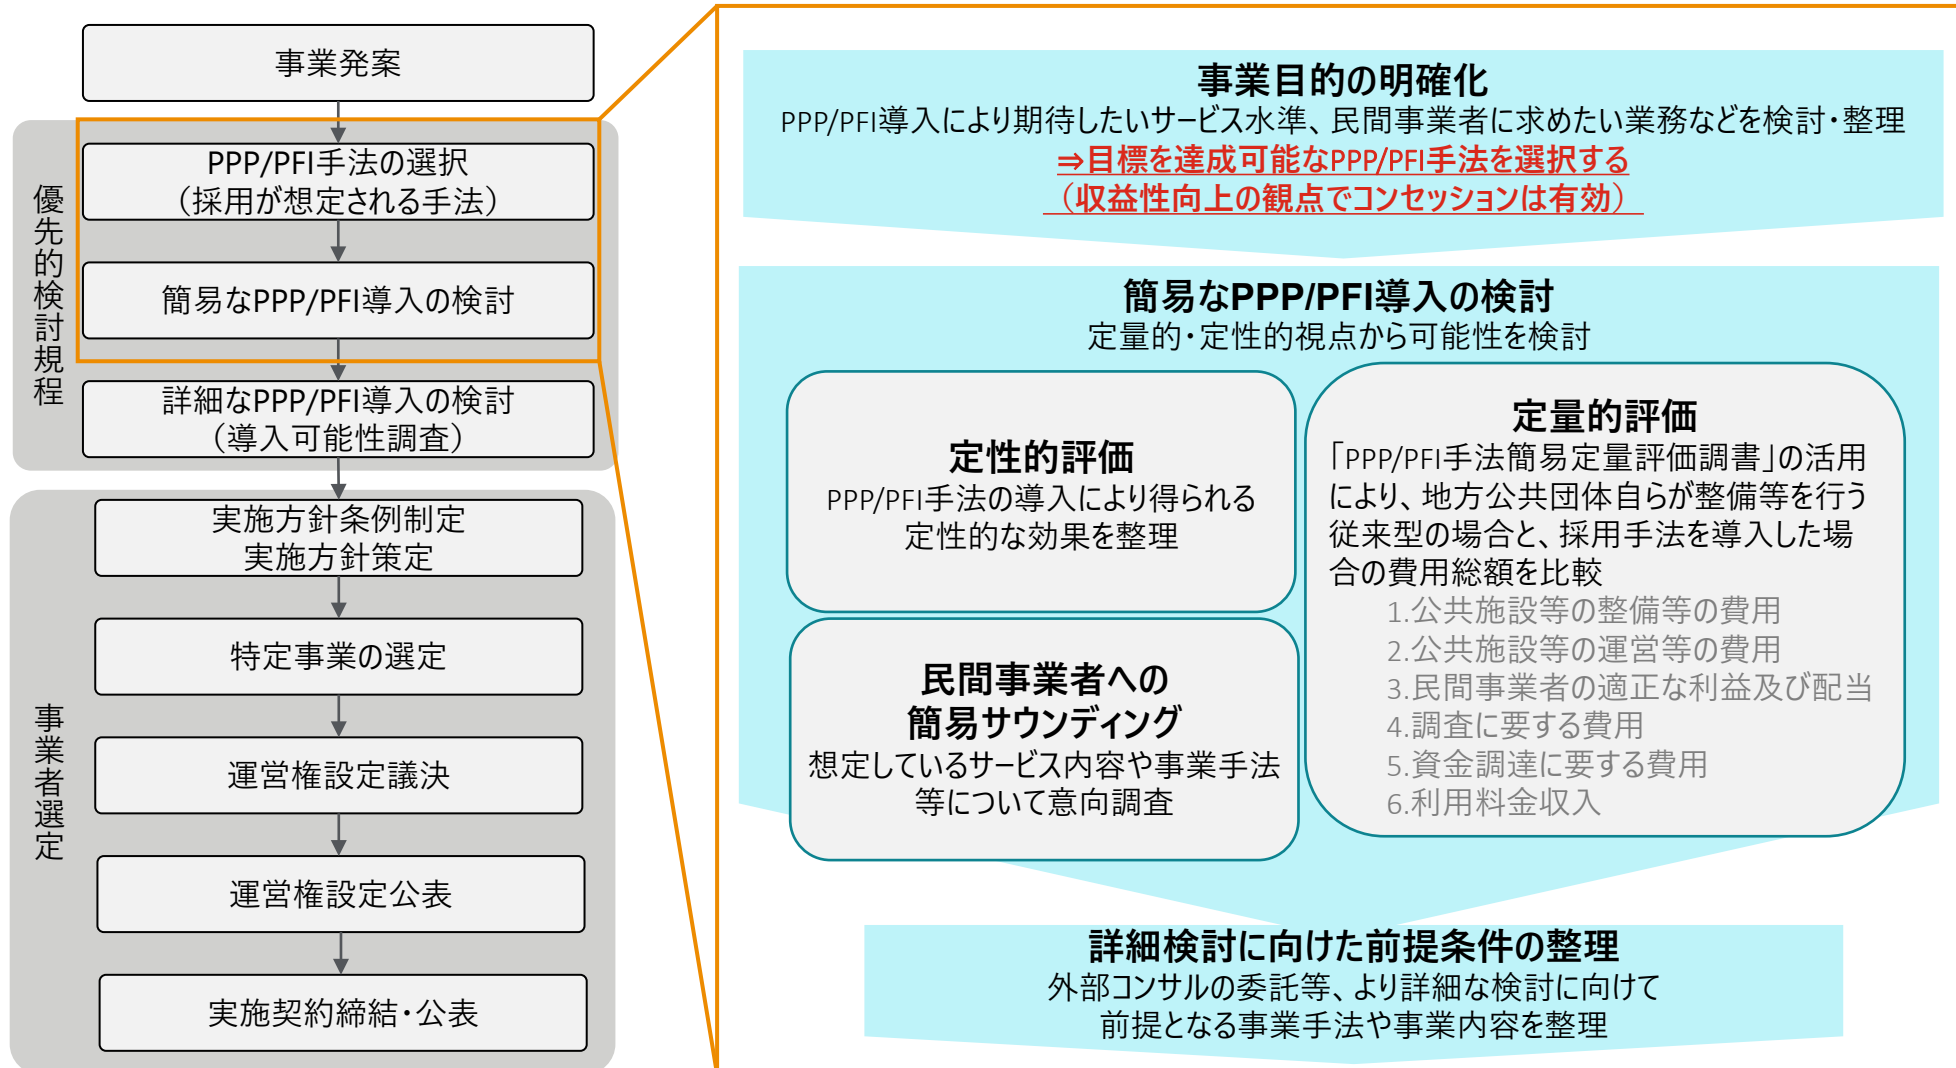 事業発案
優先的検討規程
PPP/PFI手法の選択
（採用が想定される手法）
簡易なPPP/PFI導入の検討
詳細なPPP/PFI導入の検討
（導入可能性調査）
事業者選定
実施方針条例制定
実施方針策定
特定事業の選定
運営権設定議決
運営権設定公表
実施契約締結・公表
事業目的の明確化
PPP/PFI導入により期待したいサービス水準、民間事業者に求めたい業務などを検討・整理
⇒目標を達成可能なPPP/PFI手法を選択する
（収益性向上の観点でコンセッションは有効）
簡易なPPP/PFI導入の検討
定量的・定性的視点から可能性を検討
定性的評価
PPP/PFI手法の導入により得られる
定性的な効果を整理
民間事業者への
簡易サウンディング
想定しているサービス内容や事業手法
等について意向調査
定量的評価
「PPP/PFI手法簡易定量評価調書」の活用
により、地方公共団体自らが整備等を行う
従来型の場合と、採用手法を導入した場
合の費用総額を比較
1.公共施設等の整備等の費用
2.公共施設等の運営等の費用
3.民間事業者の適正な利益及び配当
4.調査に要する費用
5.資金調達に要する費用
6.利用料金収入
詳細検討に向けた前提条件の整理
外部コンサルの委託等、より詳細な検討に向けて
前提となる事業手法や事業内容を整理